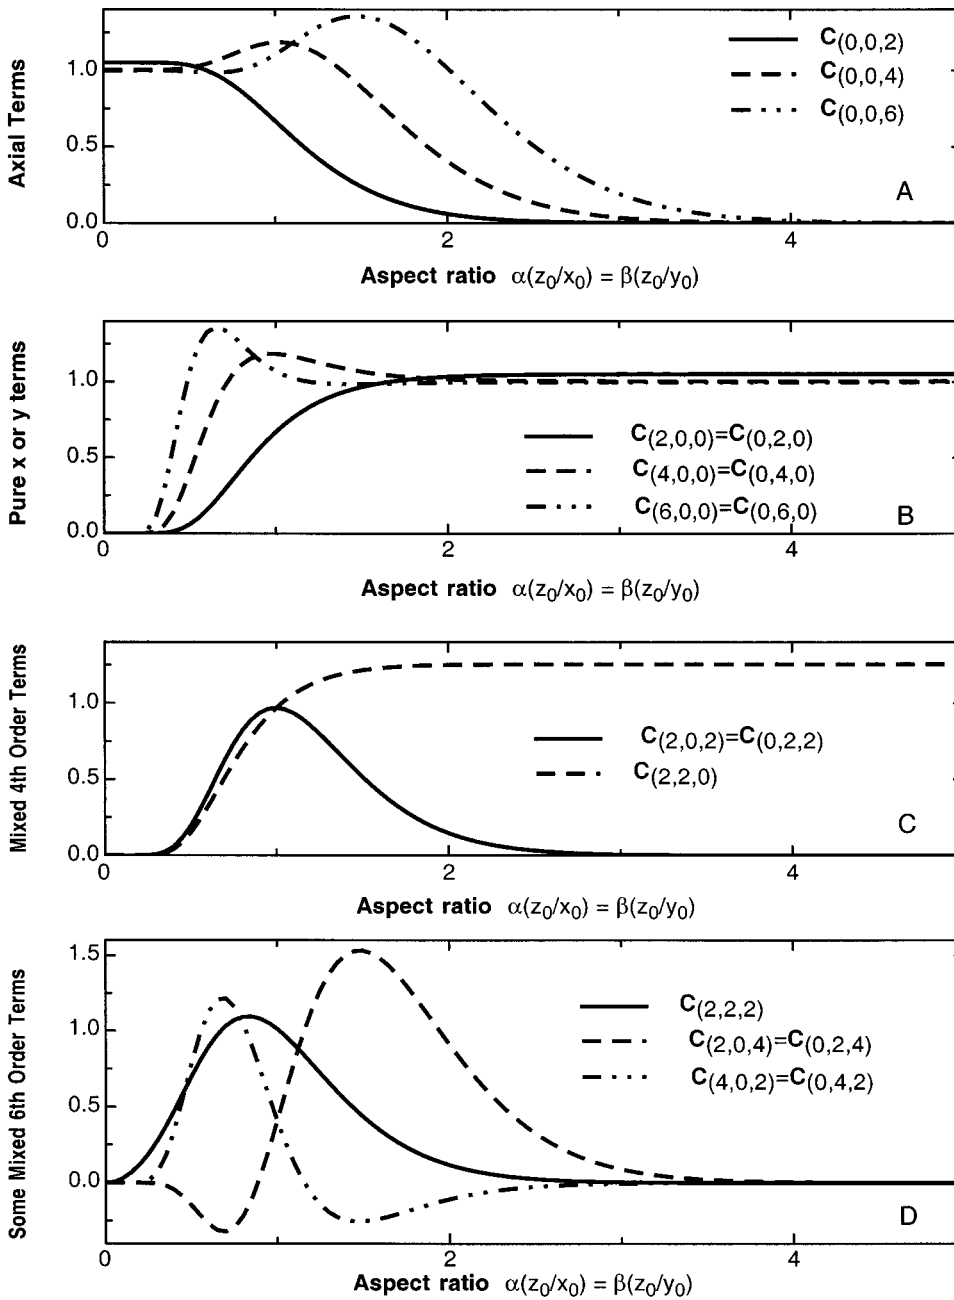 Axial Terms
1.0
0.5
0.0
C(0,0,2)
C(0,0,4)
C(0,0,6)
A
0 2 4
Aspect ratio α(z0/x0) = β(z0/y0)
Pure x or y terms
1.0
0.5
0.0
C(2,0,0)=C(0,2,0)
C(4,0,0)=C(0,4,0)
C(6,0,0)=C(0,6,0)
B
0 2 4
Aspect ratio α(z0/x0) = β(z0/y0)
Mixed 4th Order Terms
1.0
0.5
0.0
C(2,0,2)=C(0,2,2)
C(2,2,0)
C
0 2 4
Aspect ratio α(z0/x0) = β(z0/y0)
Some Mixed 6th Order Terms
1.5
1.0
0.5
0.0
C(2,2,2)
C(2,0,4)=C(0,2,4)
C(4,0,2)=C(0,4,2)
D
0 2 4
Aspect ratio α(z0/x0) = β(z0/y0)